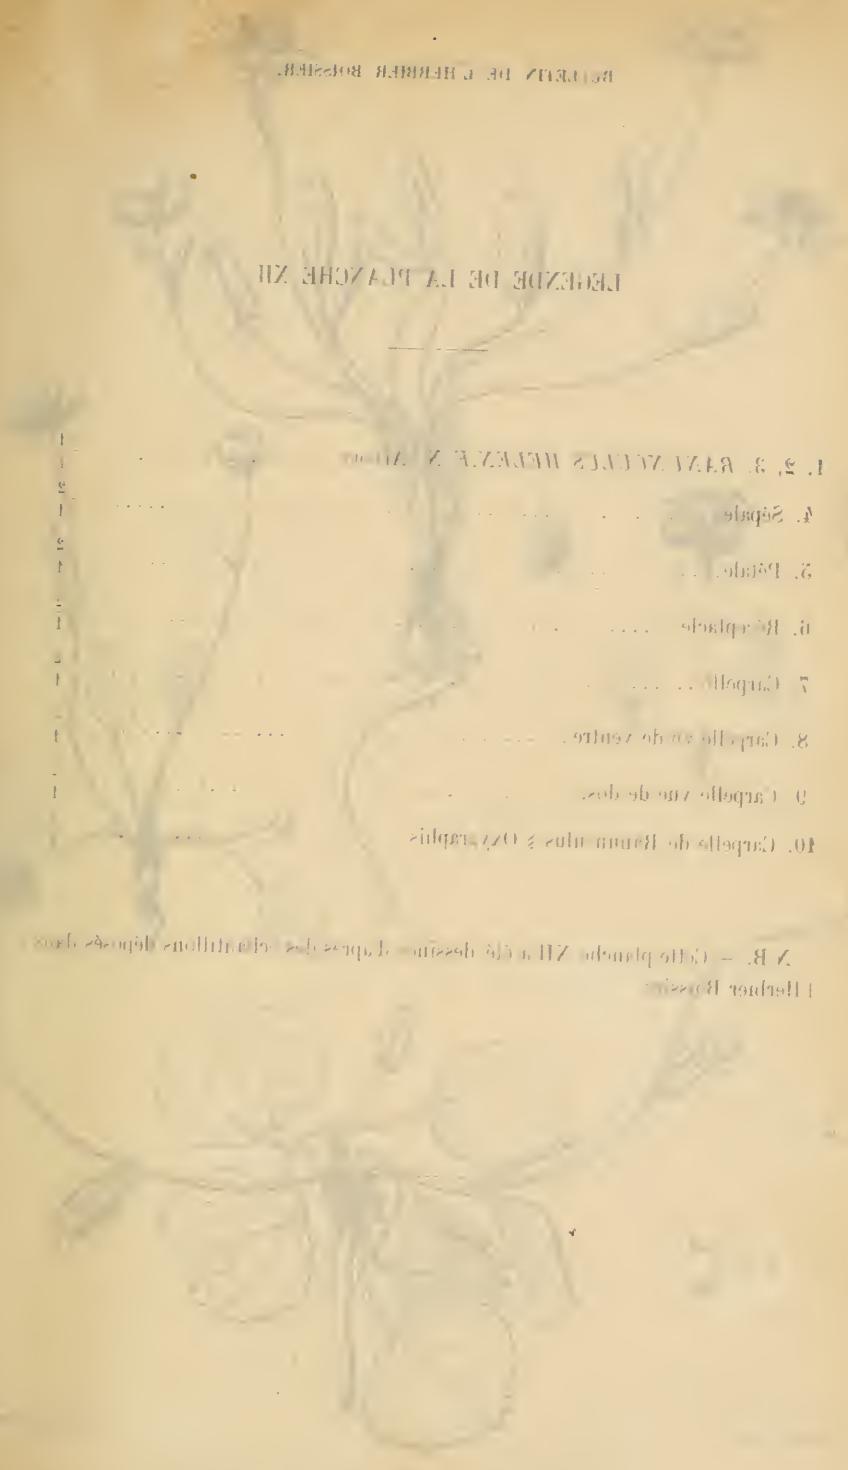 BULLETIN DE L'HERBIER BOISSIER.
LÉGENDE DE LA PLANCHE XII
1, 2, 3. RANUNCULUS
4. Sépale
5. Pétale
6. Réceptacle
7. Carpelle
8. Carpelle vu de ventre
9. Carpelle vue de dos.
10. Carpelle de Ranunculus § Oxygraphis
N. B. — Cette planche XII a été dessinée d'après des échantillons déposés dans
l'Herbier Boissier